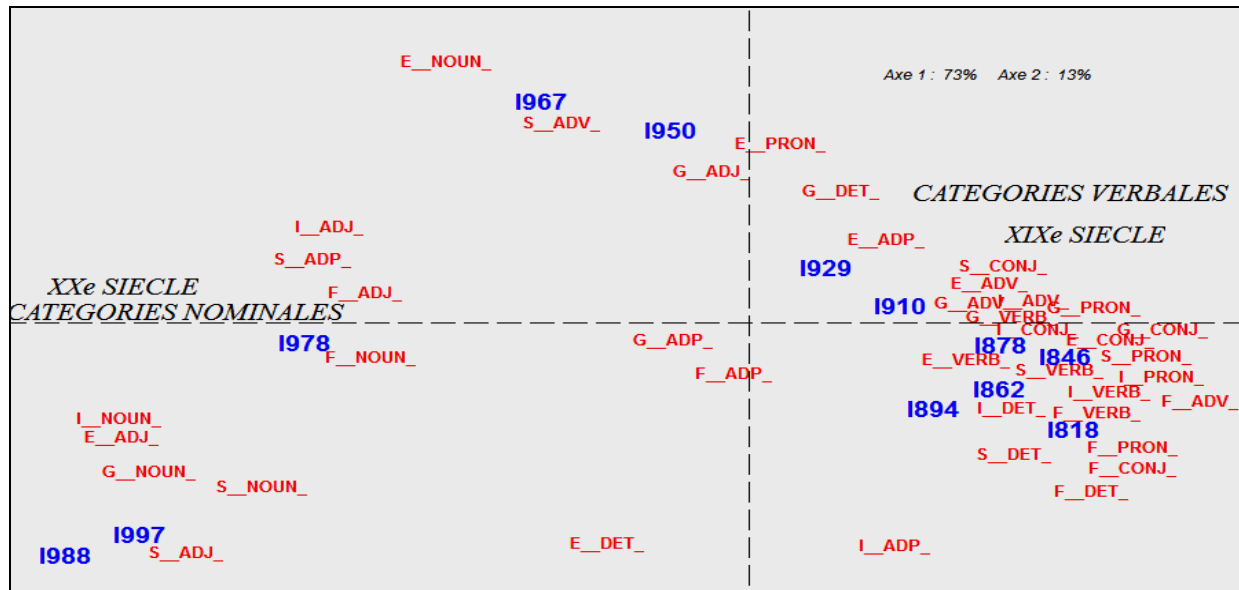 E__NOUN_
Axe 1 : 73% Axe 2 : 13%
I967
S__ADV_
I950
E__PRON_
G__ADJ_
G__DET_
CATEGORIES VERBALES
I__ADJ_
E__ADP_
XIXe SIECLE
S__ADP_
I929
S__CONJ_
XXe SIECLE
F__ADJ_
E__ADV_
CATEGORIES NOMINALES
I910
G__ADV_
I__ADV_
G__PRON_
G__VERB_
I__CONJ_
G__CONJ_
I978
G__ADP_
I878
E__CONJ_
F__NOUN_
E__VERB_
I846
S__PRON_
F__ADP_
S__VERB_
I__PRON_
I862
I__VERB_
F__ADV_
I894
I__DET_
F__VERB_
I__NOUN_
I818
E__ADJ_
F__PRON_
S__DET_
G__NOUN_
F__CONJ_
S__NOUN_
F__DET_
I997
E__DET_
I__ADP_
I988
S__ADJ_